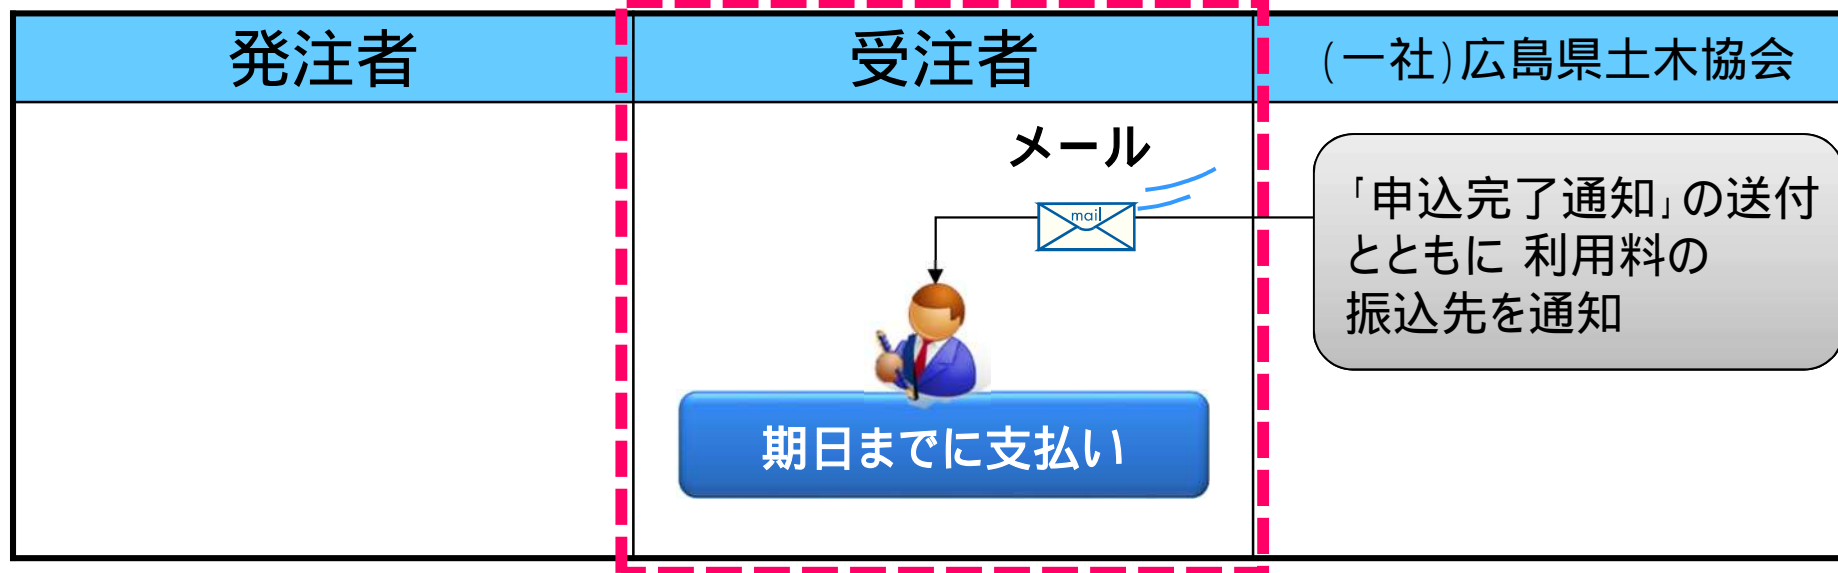 発注者
受注者
(一社)広島県土木協会
メール
mail
「申込完了通知」の送付
とともに 利用料の
振込先を通知
期日までに支払い